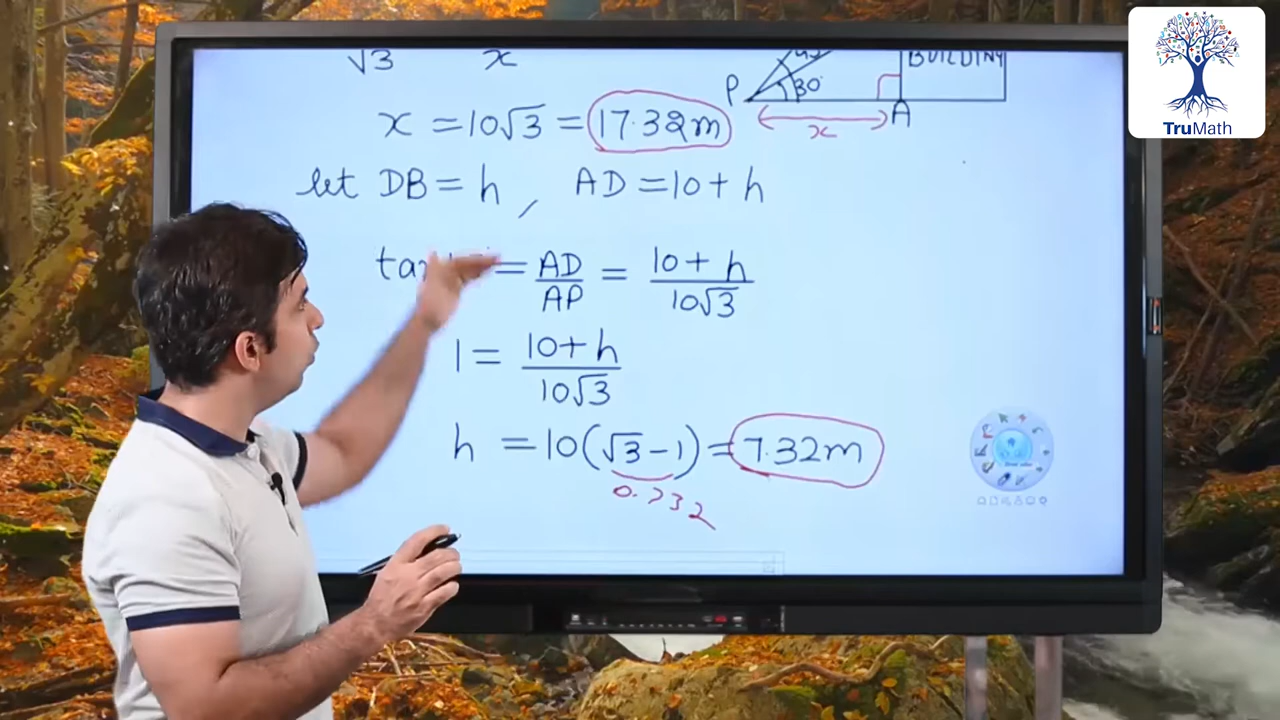 √3 x
P 30° BUILDING
x A
x = 10√3 = 17.32m
let DB = h , AD = 10 + h
= AD/AP = 10 + h/10√3
1 = 10 + h/10√3
h = 10(√3 - 1) = 7.32m
0.732
TruMath